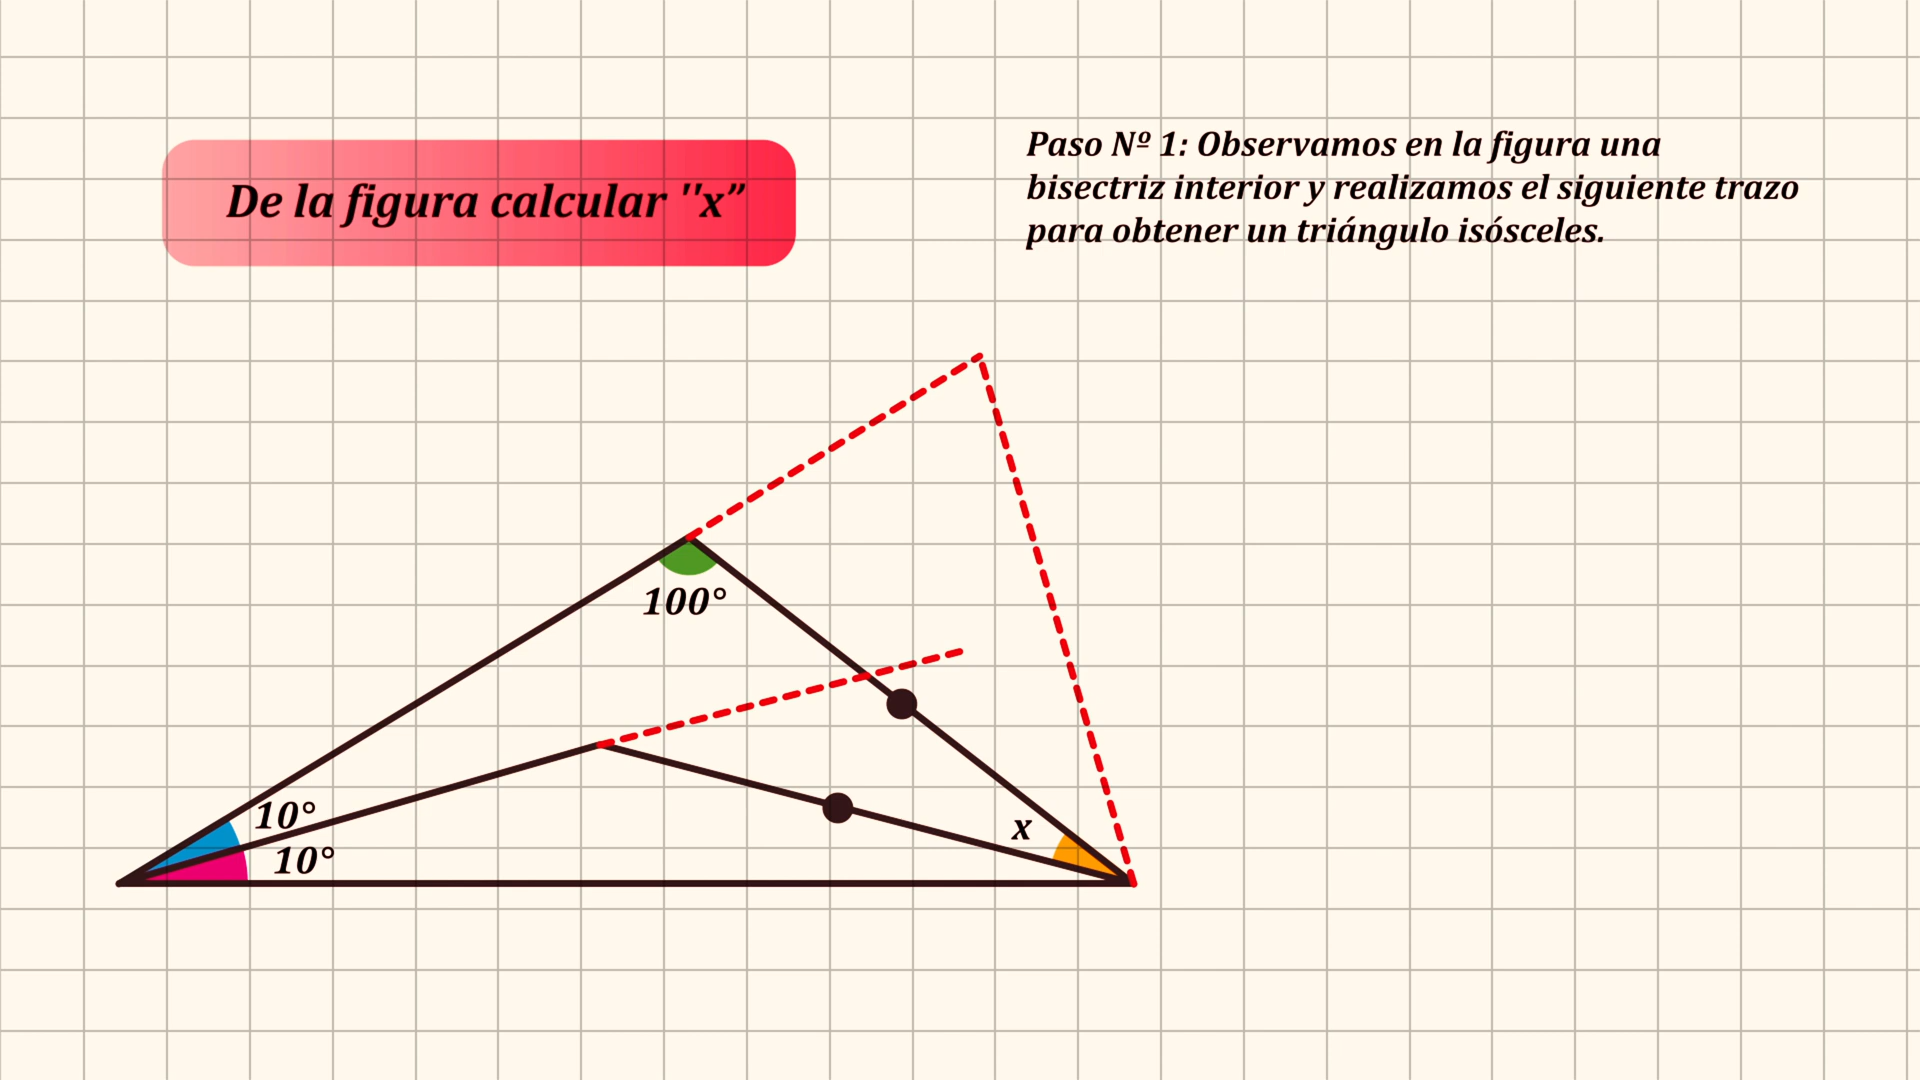 De la figura calcular "x”
Paso Nº 1: Observamos en la figura una
bisectriz interior y realizamos el siguiente trazo
para obtener un triángulo isósceles.
100°
10°
10°
x